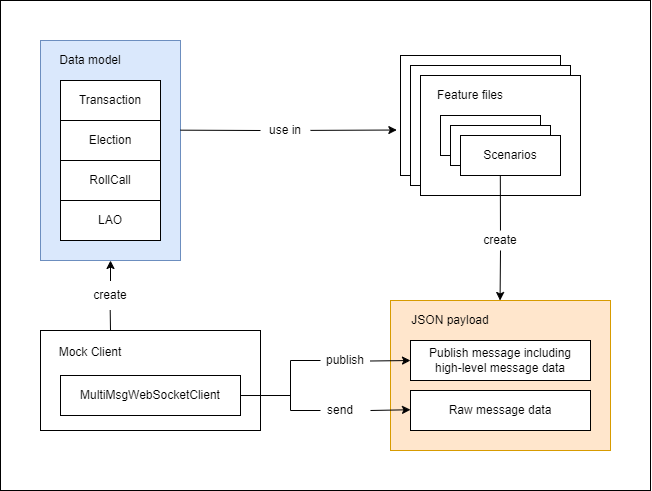 Data model
Transaction
Election
RollCall
LAO
use in
Feature files
Scenarios
create
create
Mock Client
MultiMsgWebSocketClient
publish
send
JSON payload
Publish message including
high-level message data
Raw message data